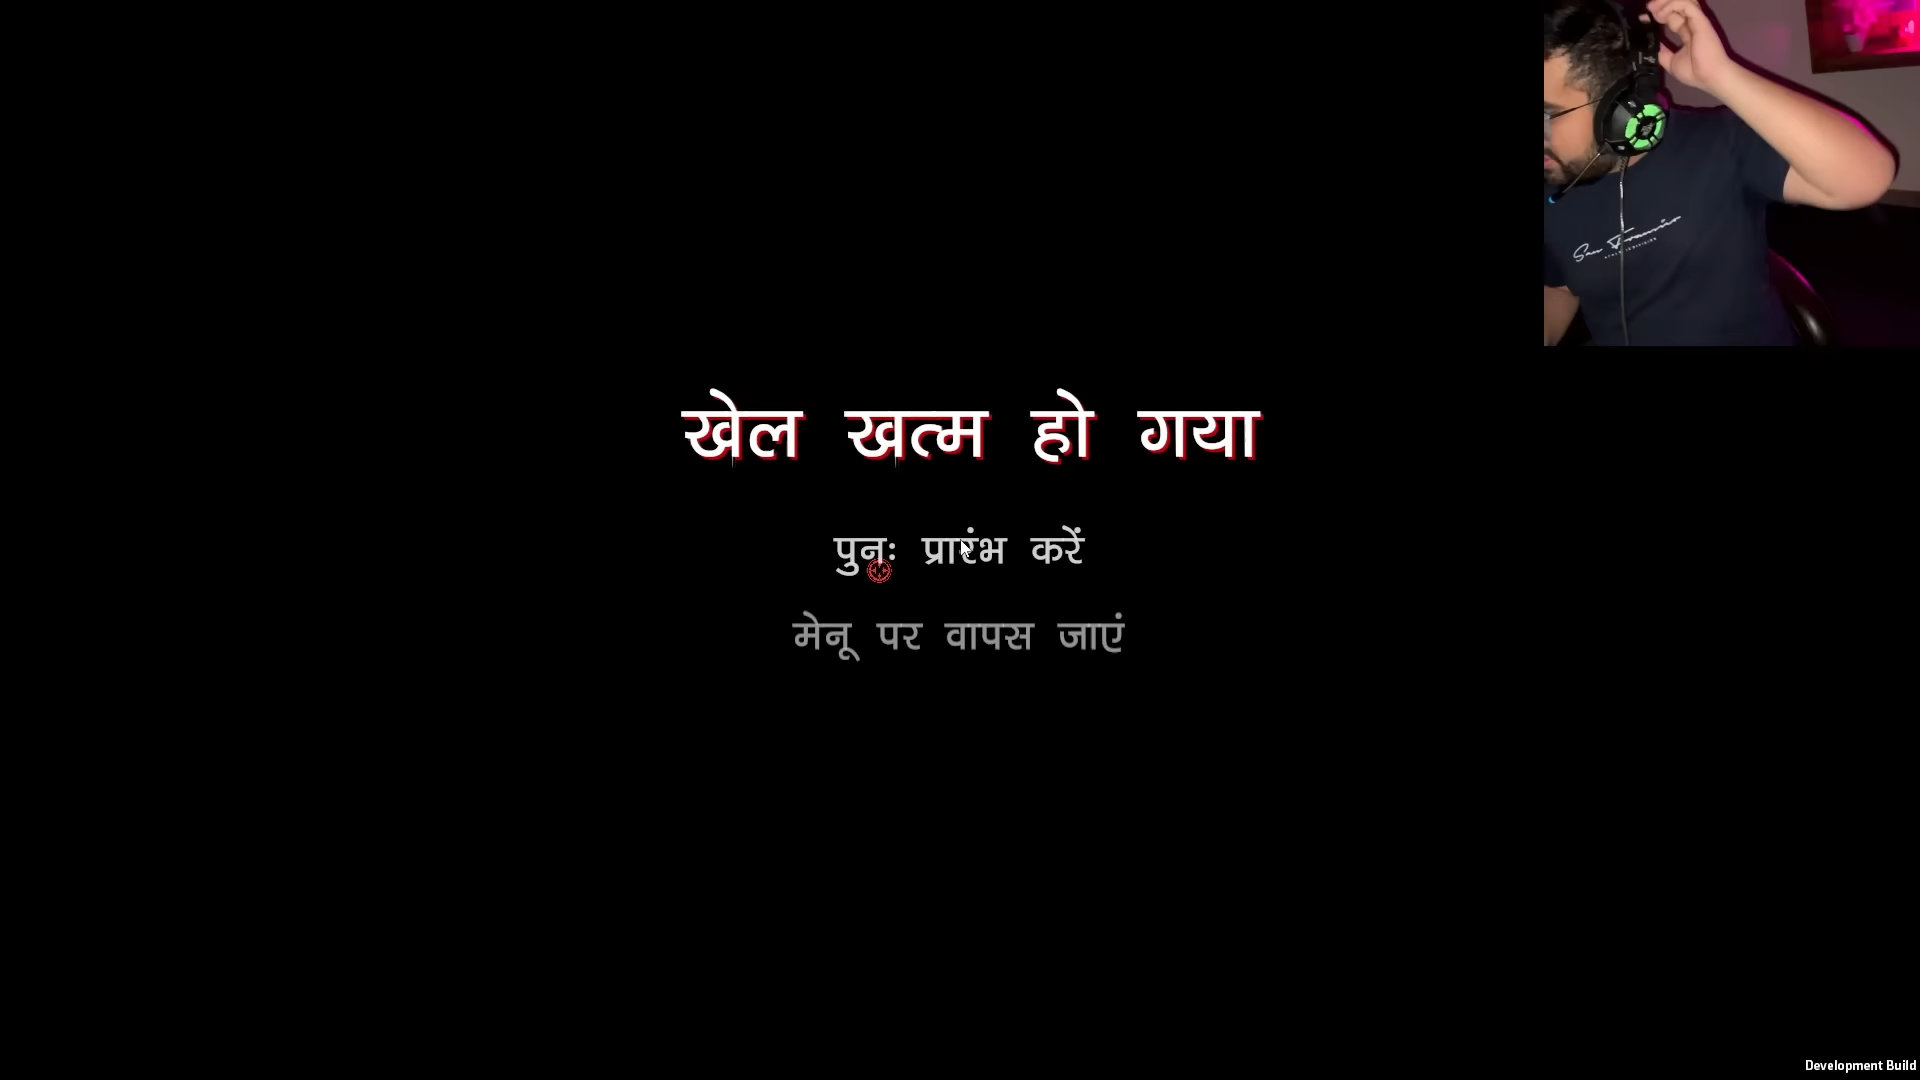 खेल खत्म हो गया
पुनः प्रारंभ करें
मेनू पर वापस जाएं
Development Build